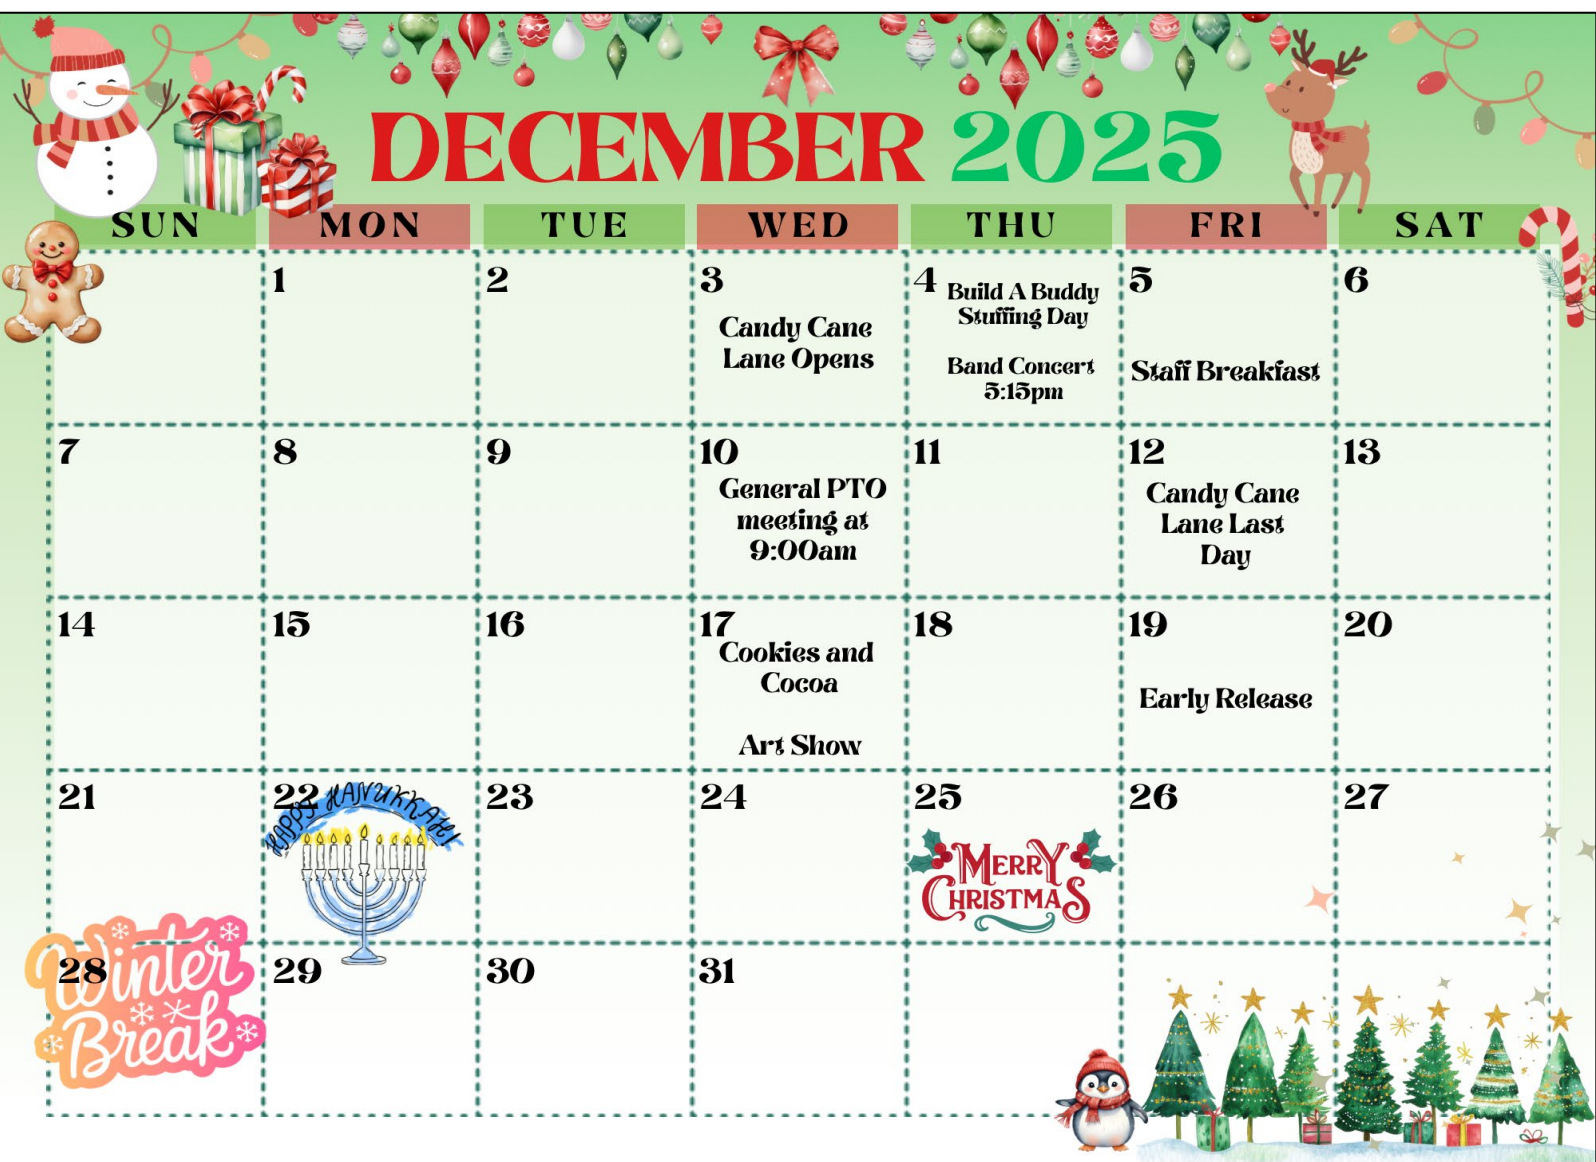 DECEMBER 2025
SUN MON TUE WED THU FRI SAT
1
2
3
Candy Cane
Lane Opens
4
Build A Buddy
Stuffing Day
Band Concert
5:15pm
5
Staff Breakfast
6
7
8
9
10
General PTO
meeting at
9:00am
11
12
Candy Cane
Lane Last
Day
13
14
15
16
17
Cookies and
Cocoa
Art Show
18
19
Early Release
20
21
22
HAPPY HANUKKAH!
23
24
25
MERRY
CHRISTMAS
26
27
28
Winter
Break
29
30
31